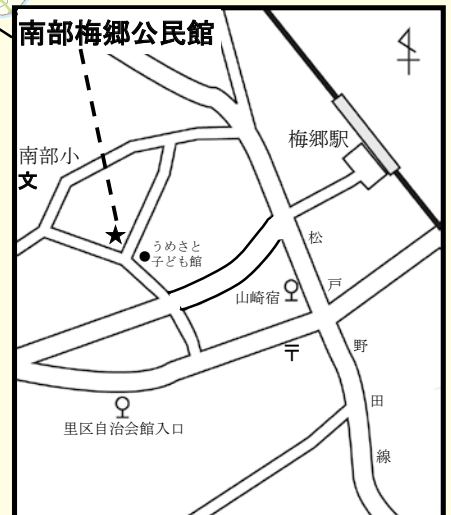 南部梅郷公民館
梅郷駅
南部小
文
うめさと
子ども館
松戸野田線
山崎宿
〒
里区自治会館入口